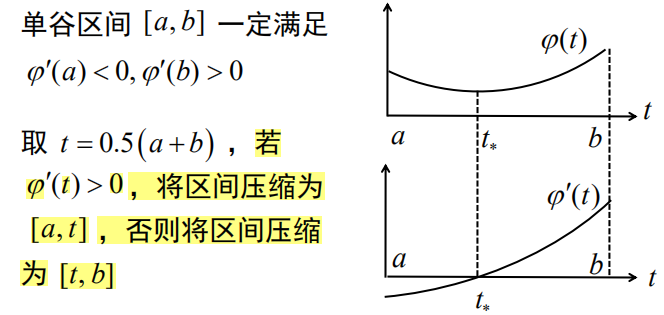 单谷区间 [a,b] 一定满足
φ′(a)<0, φ′(b)>0
取 t=0.5(a+b)，若
φ′(t)>0，将区间压缩为
[a,t]，否则将区间压缩
为 [t,b]
φ(t)
t
a
t*
b
φ′(t)
a
b
t
t*